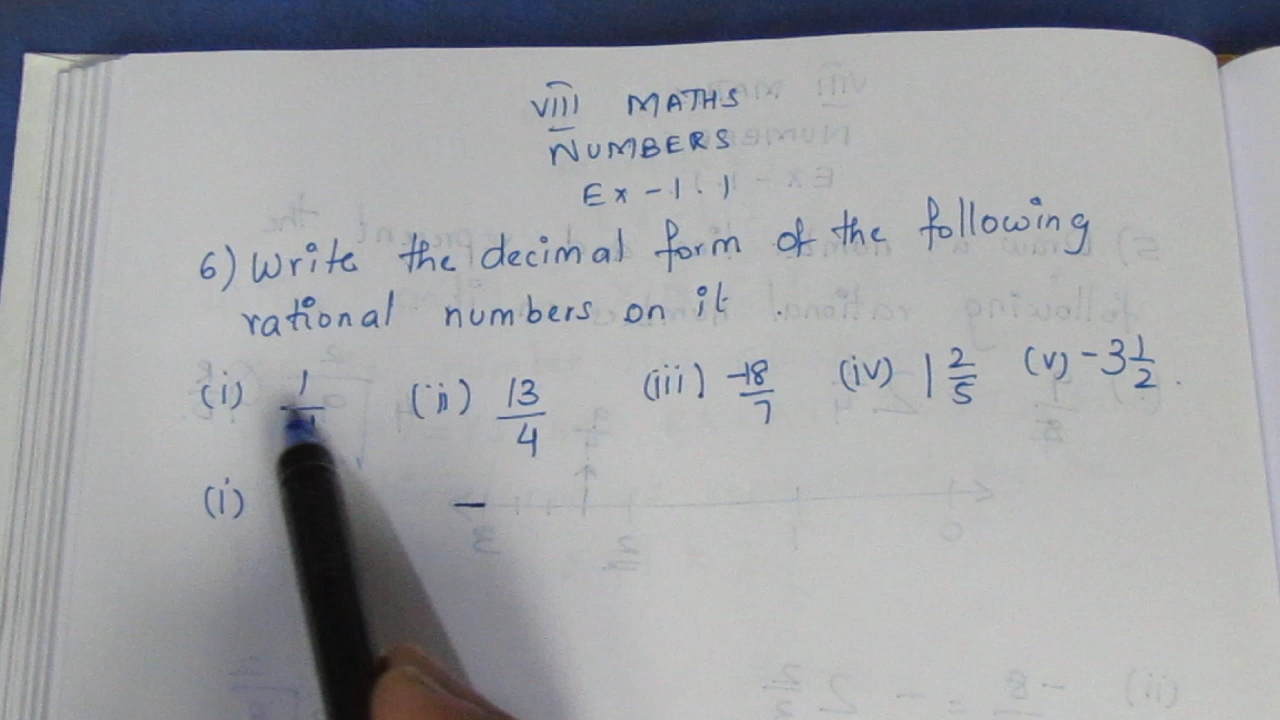 VIII MATHS
NUMBERS
Ex - 1.1
6) Write the decimal form of the following
rational numbers on it.
(i) 1/ (ii) 13/4 (iii) -18/7 (iv) 1 2/5 (v) -3 1/2.
(i) –